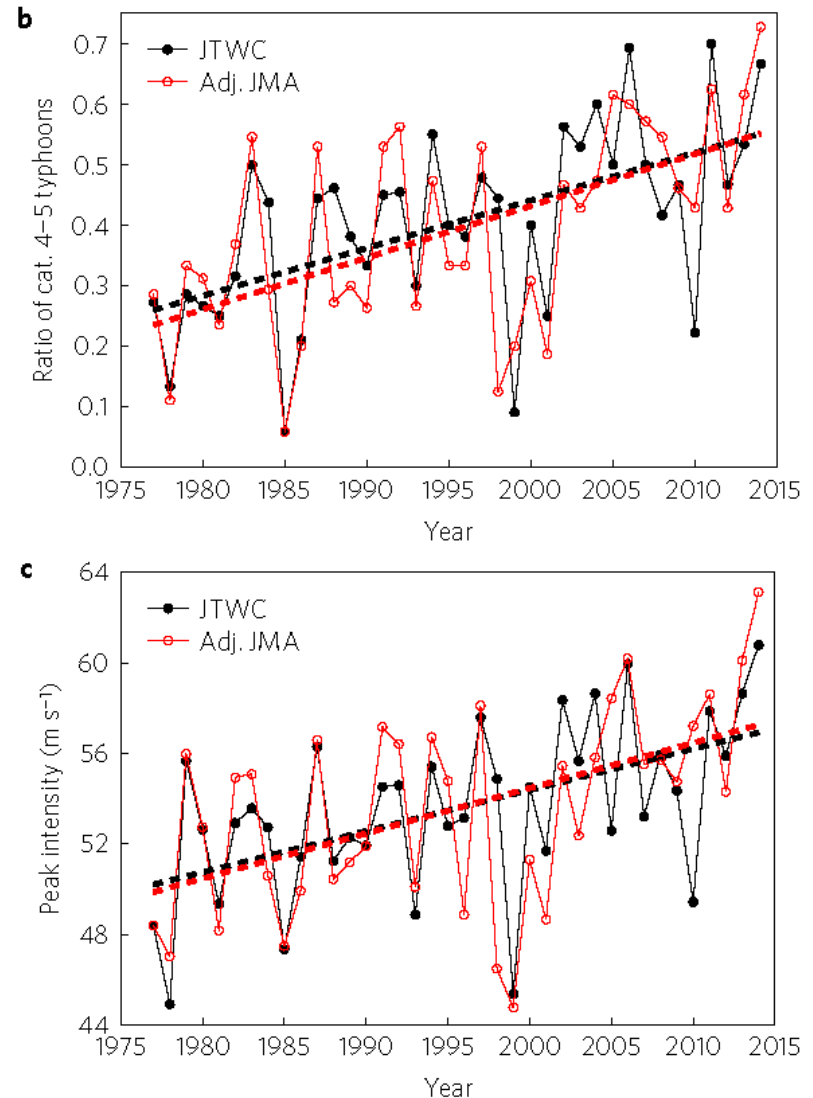 b
JTWC
Adj. JMA
Ratio of cat. 4–5 typhoons
0.7
0.6
0.5
0.4
0.3
0.2
0.1
0.0
1975 1980 1985 1990 1995 2000 2005 2010 2015
Year
c
JTWC
Adj. JMA
Peak intensity (m s⁻¹)
64
60
56
52
48
44
1975 1980 1985 1990 1995 2000 2005 2010 2015
Year